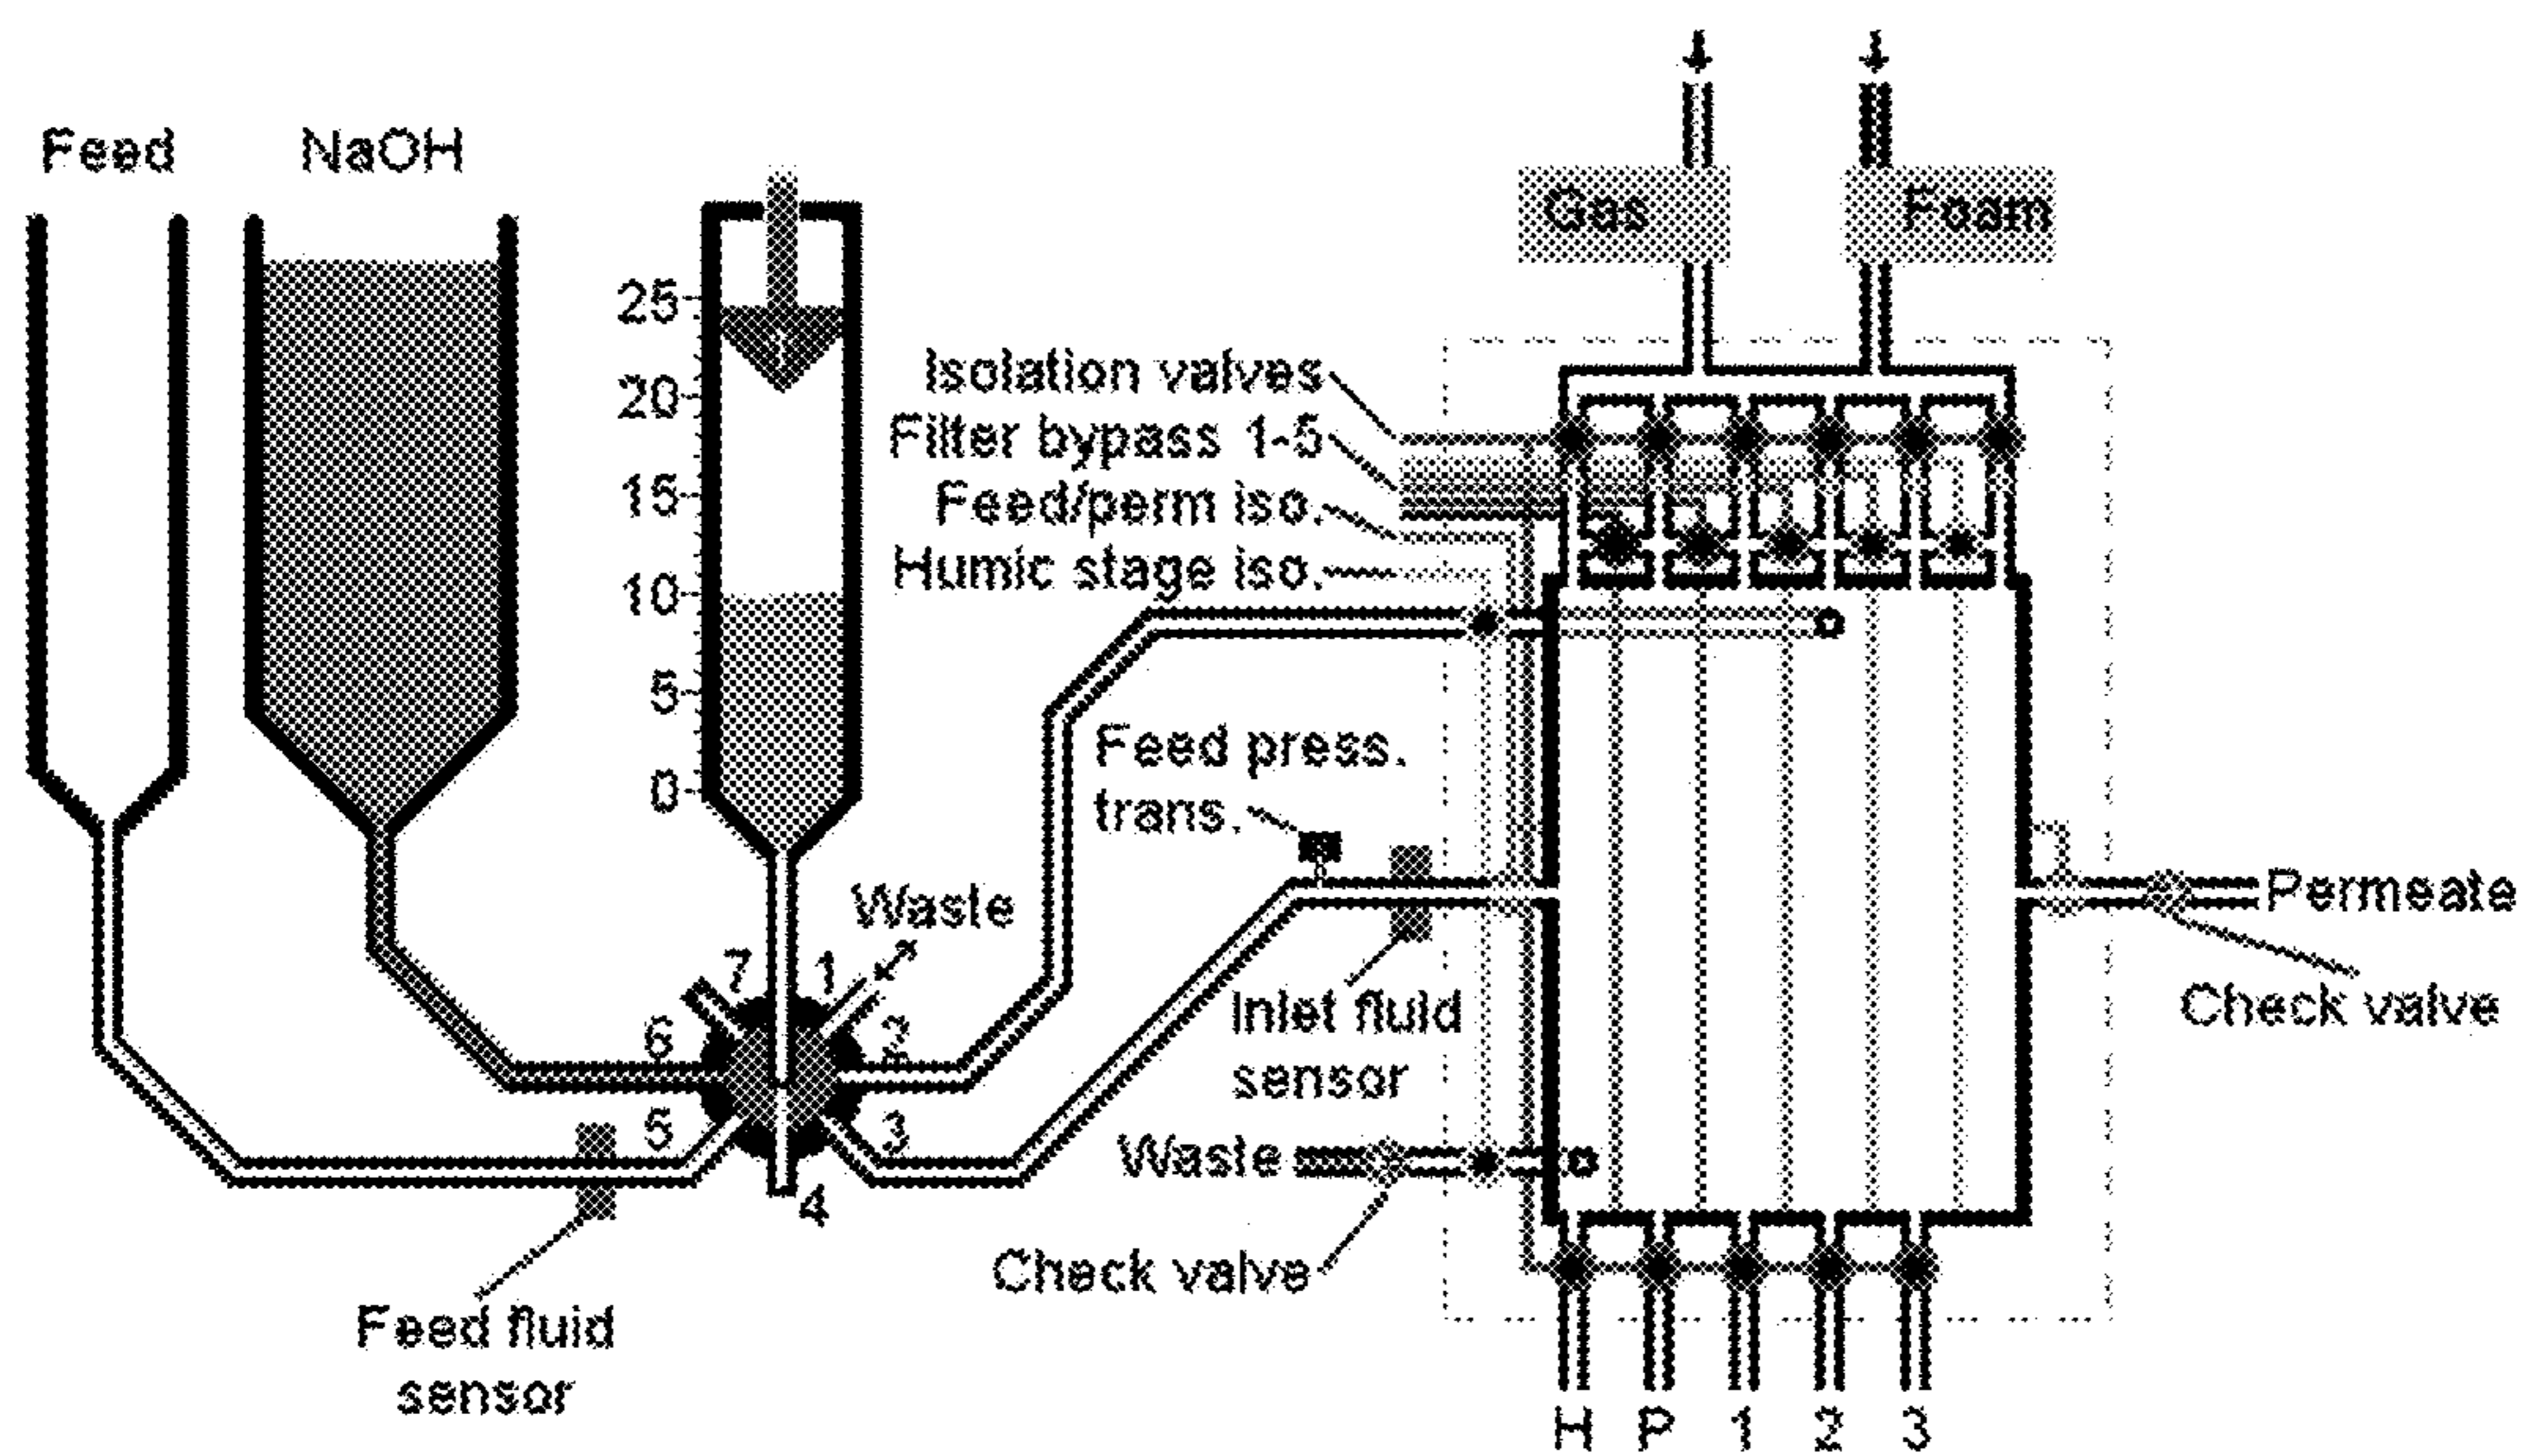 Feed
NaOH
Gas
Foam
25
20
15
10
5
0
Isolation valves
Filter bypass 1-5
Feed/perm iso.
Humic stage iso.
Feed press.
trans.
Waste
7
1
6
2
5
3
4
Inlet fluid
sensor
Permeate
Check valve
Waste
Check valve
Feed fluid
sensor
H P 1 2 3